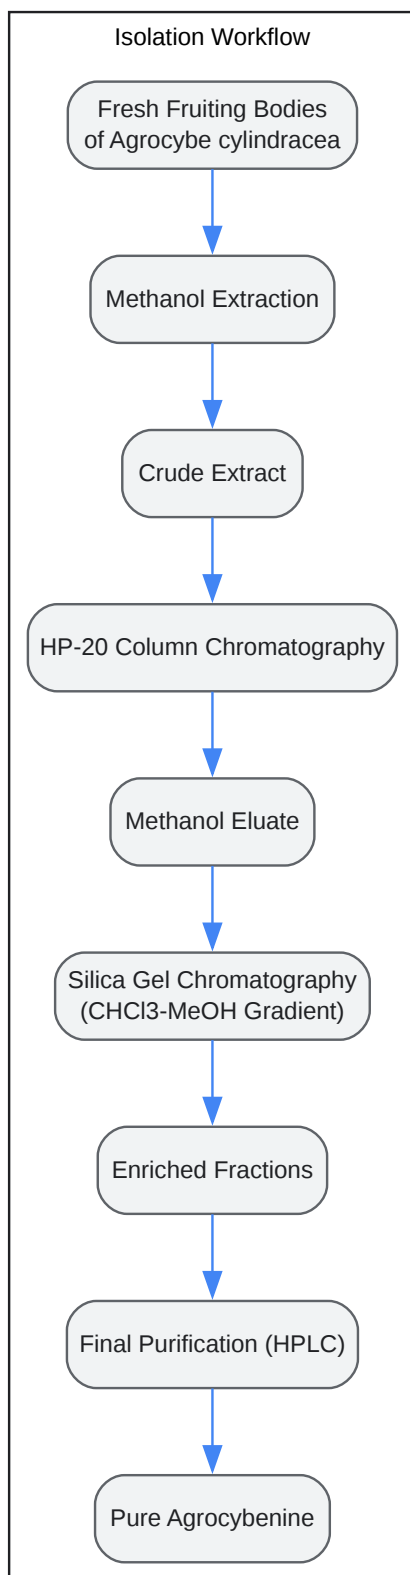 Isolation Workflow
Fresh Fruiting Bodies
of Agrocybe cylindracea
Methanol Extraction
Crude Extract
HP-20 Column Chromatography
Methanol Eluate
Silica Gel Chromatography
(CHCl3-MeOH Gradient)
Enriched Fractions
Final Purification (HPLC)
Pure Agrocybenine